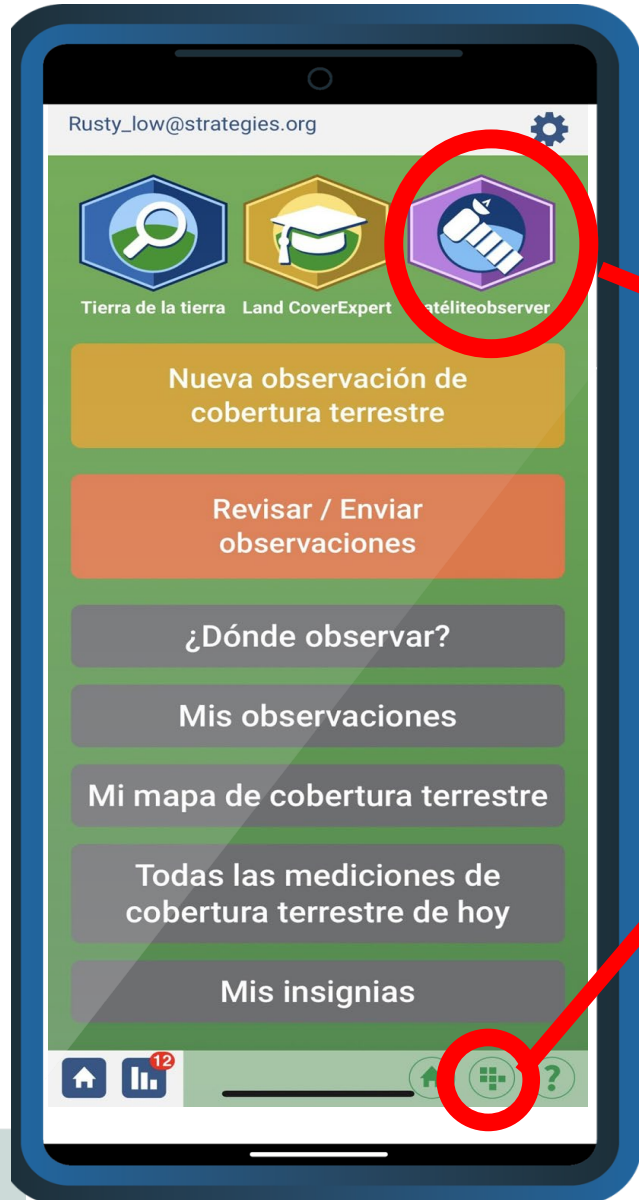 Rusty_low@strategies.org
Tierra de la tierra Land CoverExpert atéliteobserver
Nueva observación de
cobertura terrestre
Revisar / Enviar
observaciones
¿Dónde observar?
Mis observaciones
Mi mapa de cobertura terrestre
Todas las mediciones de
cobertura terrestre de hoy
Mis insignias
12
?